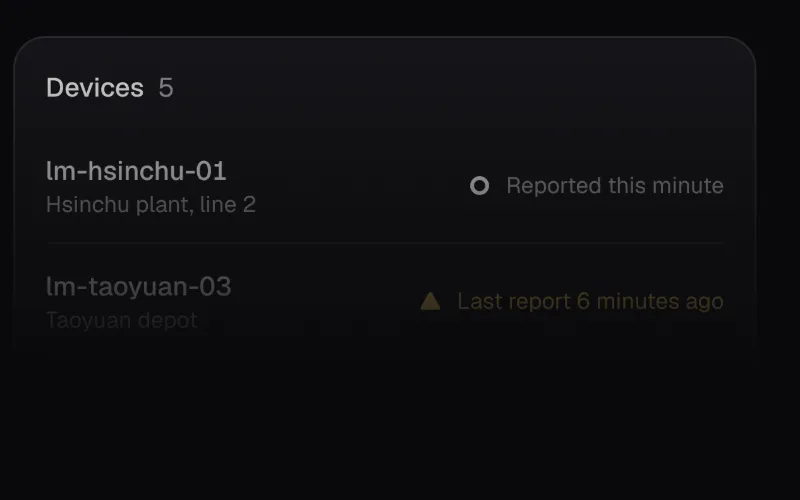 Devices 5
lm-hsinchu-01
Hsinchu plant, line 2
Reported this minute
lm-taoyuan-03
Taoyuan depot
Last report 6 minutes ago